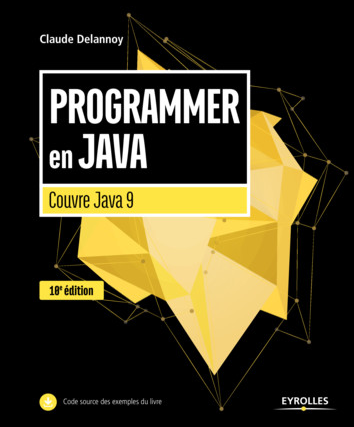 Claude Delannoy
PROGRAMMER
en JAVA
Couvre Java 9
10e édition
Code source des exemples du livre
EYROLLES